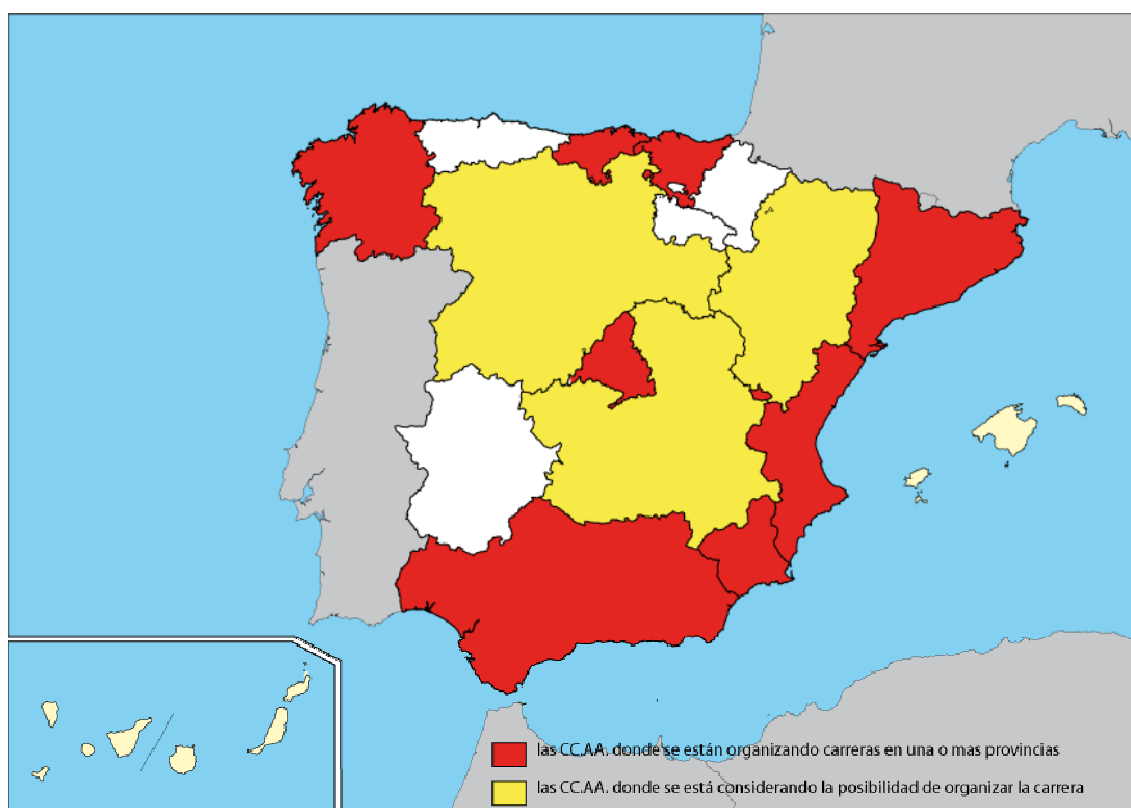 las CC.AA. donde se están organizando carreras en una o mas provincias
las CC.AA. donde se está considerando la posibilidad de organizar la carrera